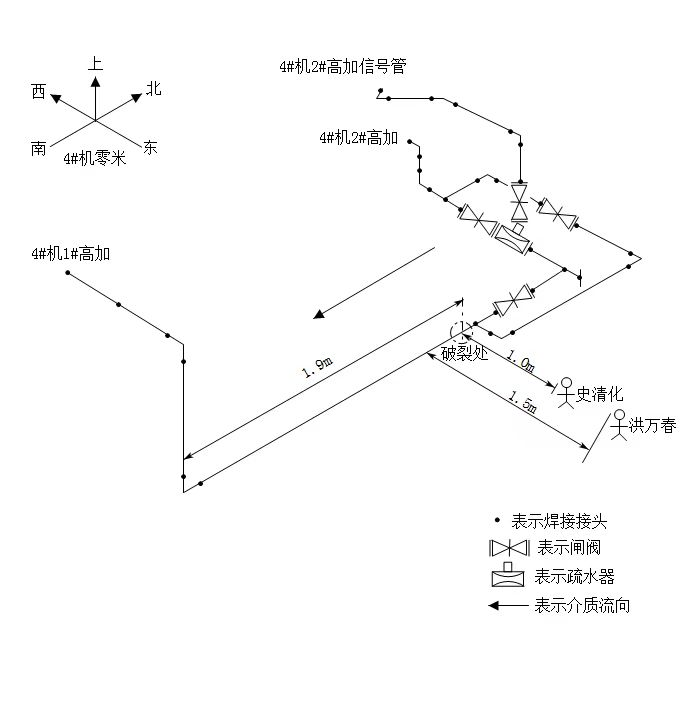 4#机2#高加信号管
上
西
北
4#机2#高加
南
东
4#机零米
4#机1#高加
破裂处
1.9m
1.0m
史清化
1.5m
洪万春
表示焊接接头
表示闸阀
表示疏水器
表示介质流向